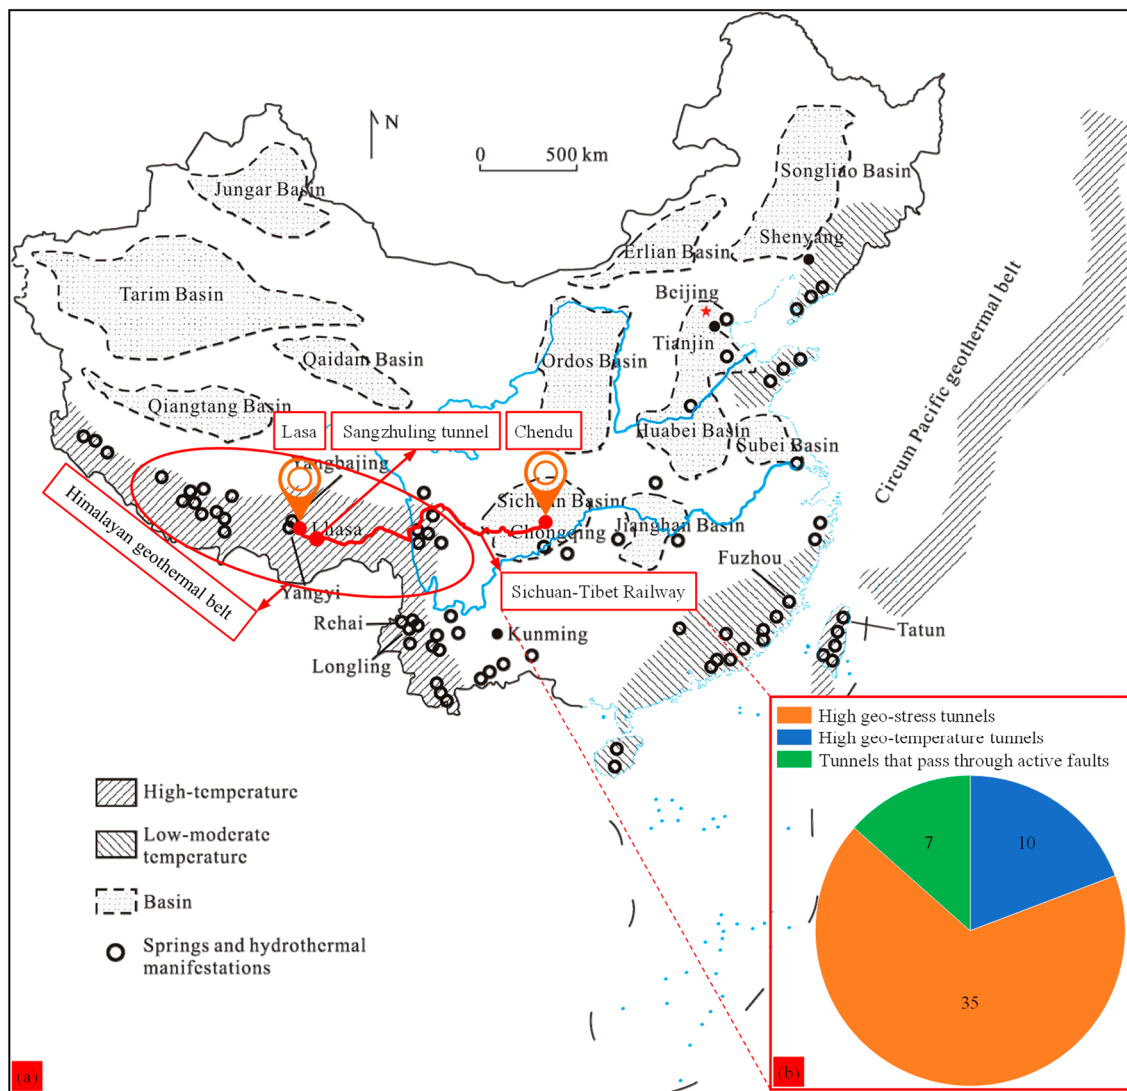 N
0 500 km
Songliao Basin
Jungar Basin
Shenyang
Erlian Basin
Tarim Basin
Beijing
Tianjin
Qaidam Basin
Ordos Basin
Circum Pacific geothermal belt
Qiangtang Basin
Lasa
Sangzhuling tunnel
Chendu
Huabei Basin
Subei Basin
Yangbajing
Sichuan Basin
Lhasa
Chongqing
Jianghan Basin
Himalayan geothermal belt
Fuzhou
Yangyi
Sichuan-Tibet Railway
Rehai
Kunming
Tatun
Longling
High-temperature
Low-moderate
temperature
Basin
Springs and hydrothermal
manifestations
High geo-stress tunnels
High geo-temperature tunnels
Tunnels that pass through active faults
7
10
35
(a)
(b)